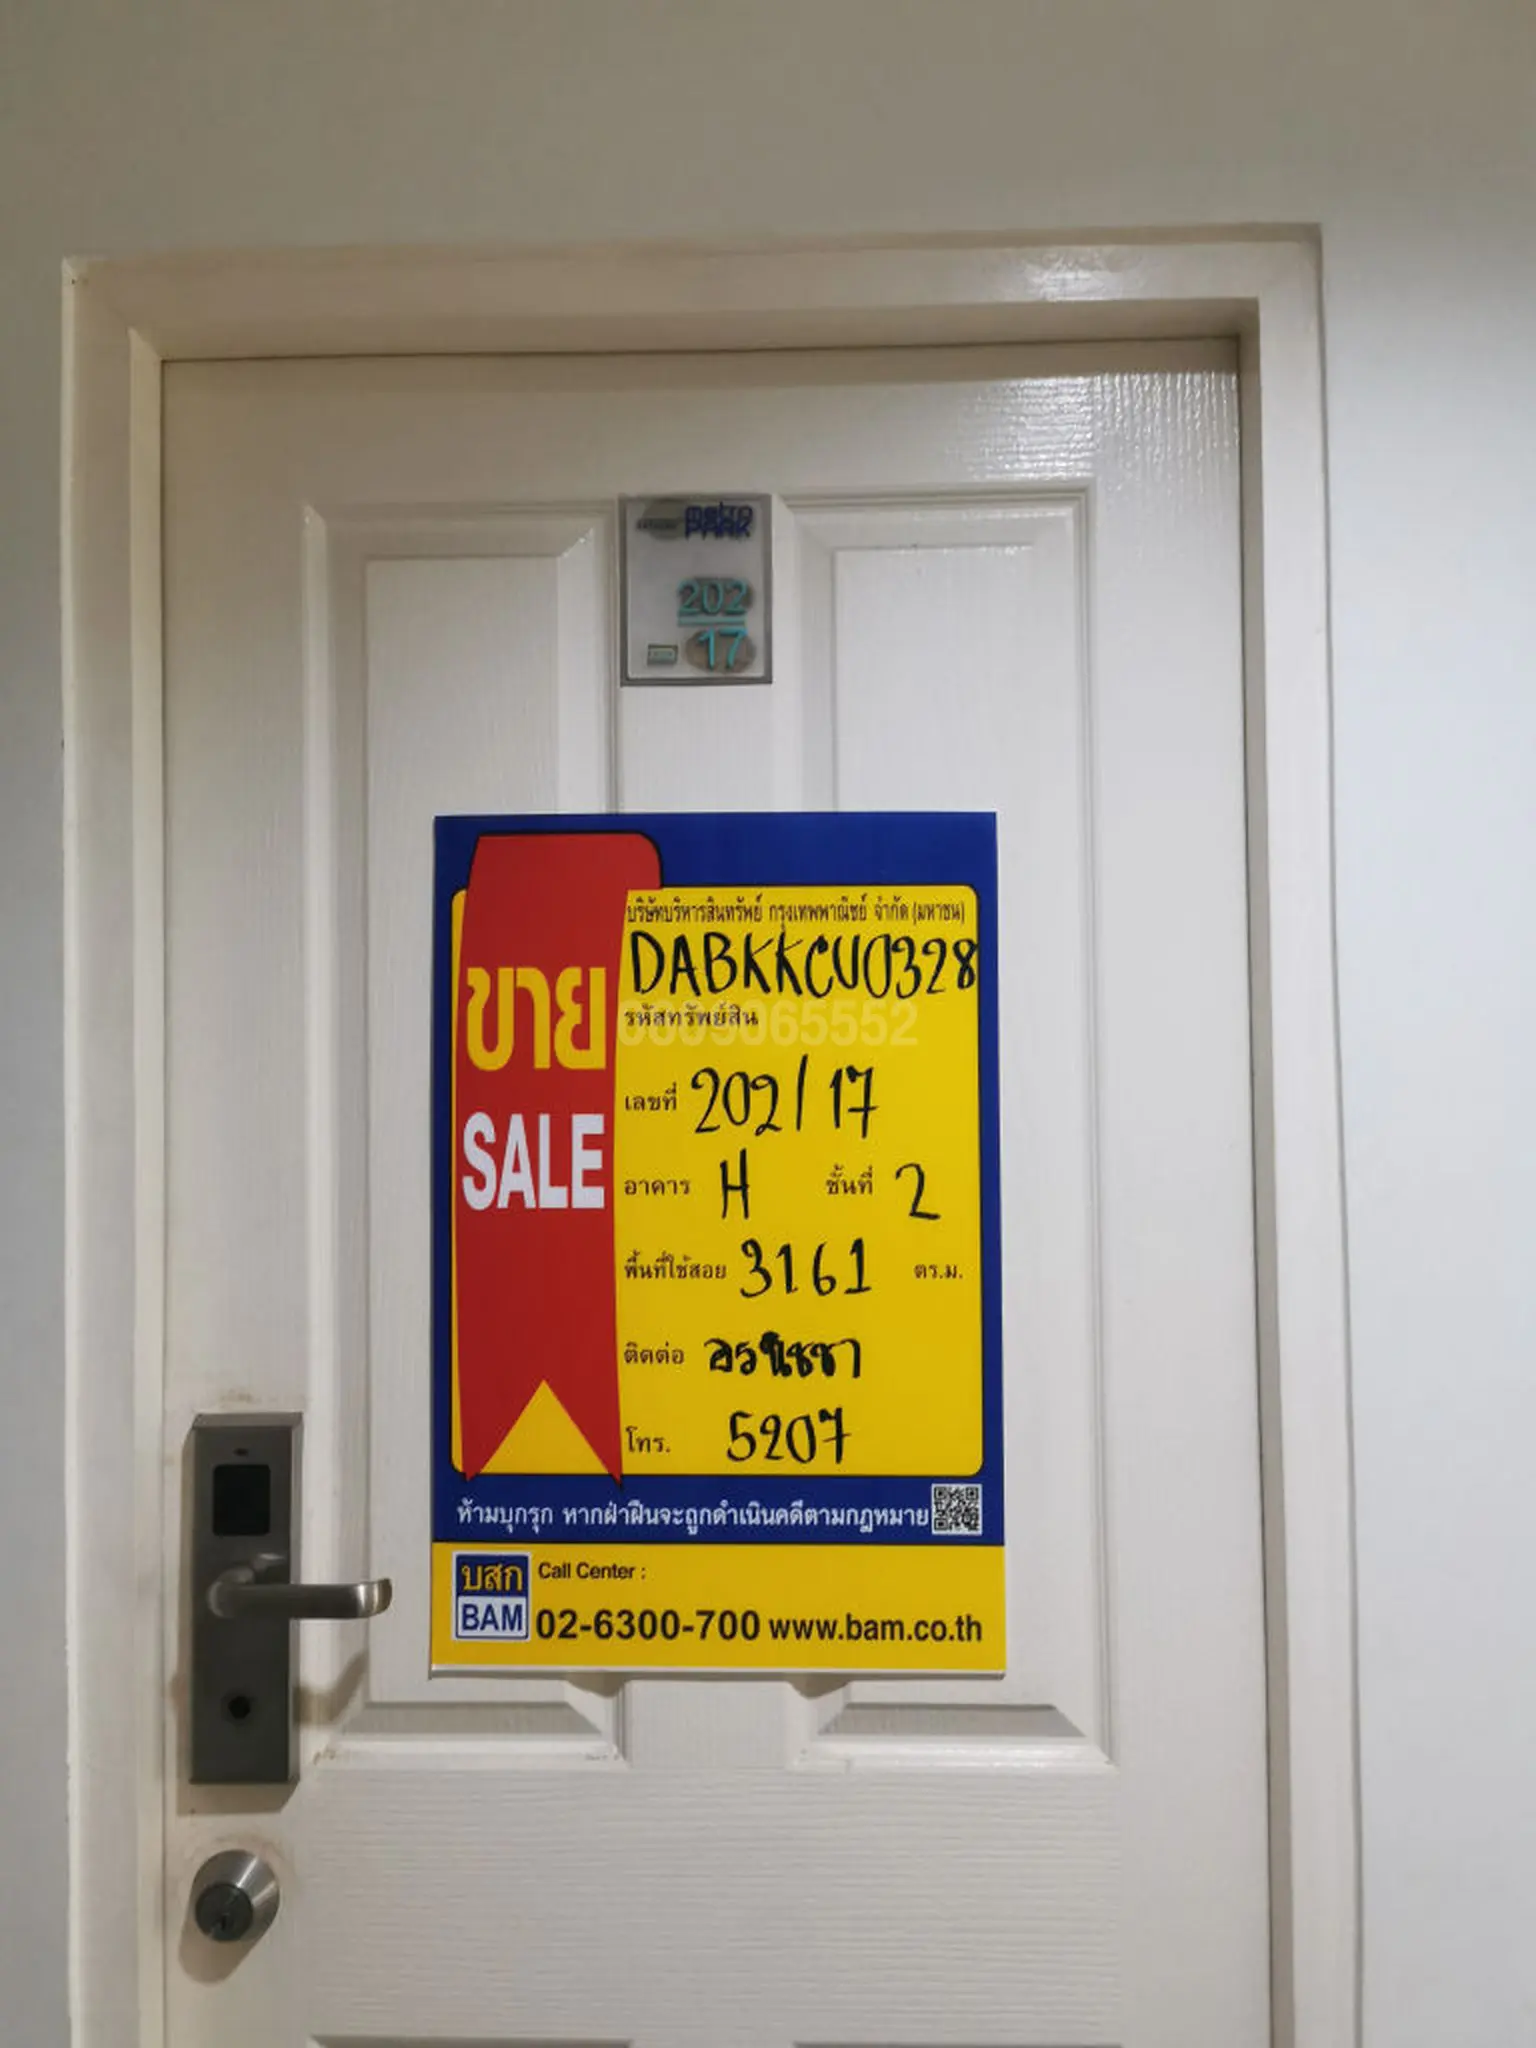 metro
PARK
202
17
บริษัทบริหารสินทรัพย์ กรุงเทพพาณิชย์ จำกัด (มหาชน)
DABKKCU0328
รหัสทรัพย์สิน
ขาย
SALE
เลขที่ 202/17
อาคาร H ชั้นที่ 2
พื้นที่ใช้สอย 3161 ตร.ม.
ติดต่อ อรนิชชา
โทร. 5207
ห้ามบุกรุก หากฝ่าฝืนจะถูกดำเนินคดีตามกฎหมาย
บสก
BAM
Call Center :
02-6300-700 www.bam.co.th